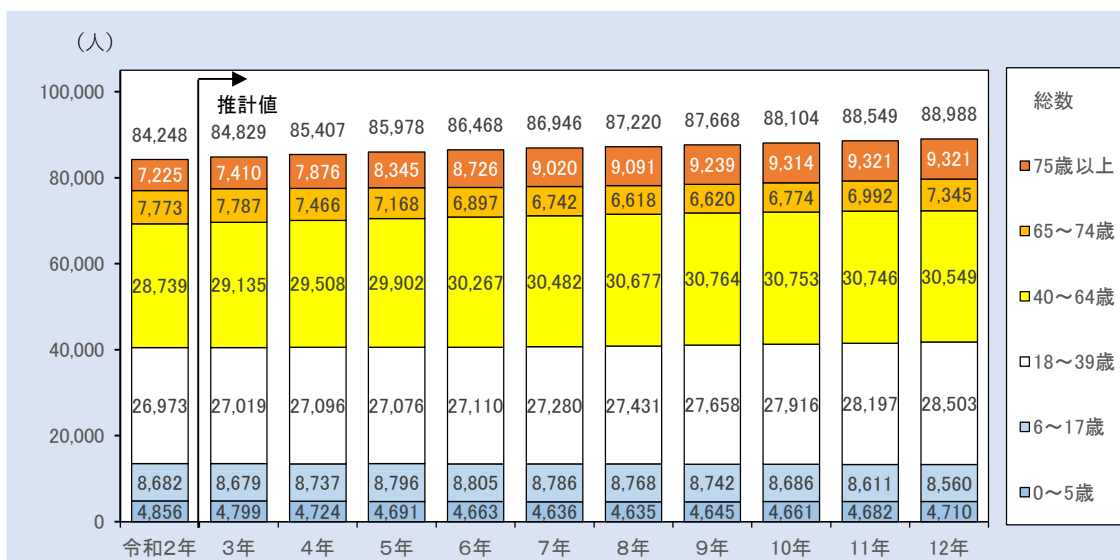 （人）
推計値
100,000
80,000
60,000
40,000
20,000
0
84,248 84,829 85,407 85,978 86,468 86,946 87,220 87,668 88,104 88,549 88,988
7,225 7,410 7,876 8,345 8,726 9,020 9,091 9,239 9,314 9,321 9,321
7,773 7,787 7,466 7,168 6,897 6,742 6,618 6,620 6,774 6,992 7,345
28,739 29,135 29,508 29,902 30,267 30,482 30,677 30,764 30,753 30,746 30,549
26,973 27,019 27,096 27,076 27,110 27,280 27,431 27,658 27,916 28,197 28,503
8,682 8,679 8,737 8,796 8,805 8,786 8,768 8,742 8,686 8,611 8,560
4,856 4,799 4,724 4,691 4,663 4,636 4,635 4,645 4,661 4,682 4,710
令和2年 3年 4年 5年 6年 7年 8年 9年 10年 11年 12年
総数
75歳以上
65～74歳
40～64歳
18～39歳
6～17歳
0～5歳